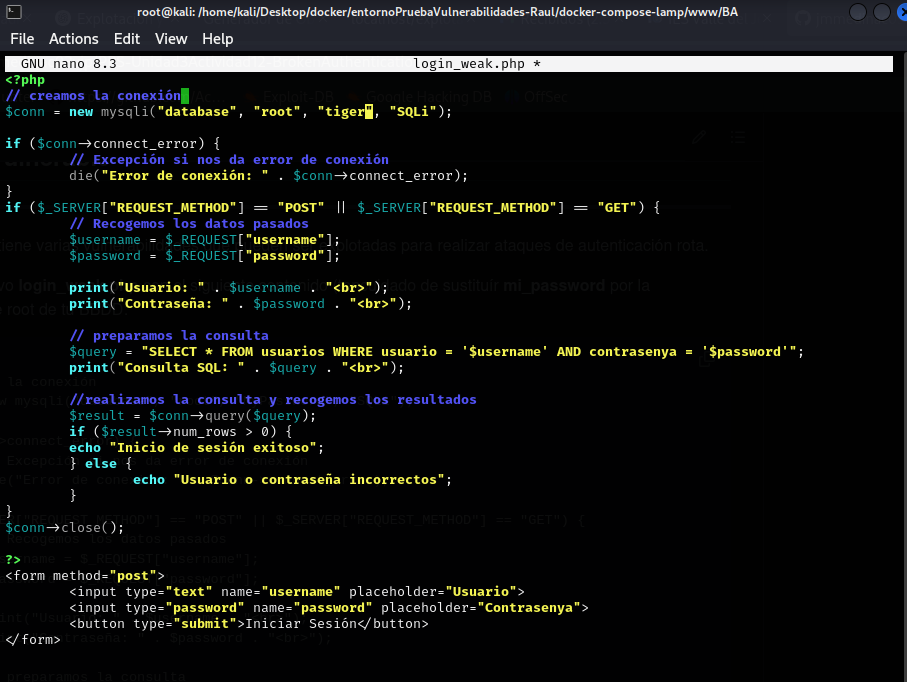 root@kali: /home/kali/Desktop/docker/entornoPruebaVulnerabilidades-Raul/docker-compose-lamp/www/BA
File Actions Edit View Help
GNU nano 8.3 login_weak.php *
<?php
// creamos la conexión
$conn = new mysqli("database", "root", "tiger", "SQLi");
if ($conn->connect_error) {
// Excepción si nos da error de conexión
die("Error de conexión: " . $conn->connect_error);
}
if ($_SERVER["REQUEST_METHOD"] == "POST" || $_SERVER["REQUEST_METHOD"] == "GET") {
// Recogemos los datos pasados
$username = $_REQUEST["username"];
$password = $_REQUEST["password"];
print("Usuario: " . $username . "<br>");
print("Contraseña: " . $password . "<br>");
// preparamos la consulta
$query = "SELECT * FROM usuarios WHERE usuario = '$username' AND contrasenya = '$password'";
print("Consulta SQL: " . $query . "<br>");
//realizamos la consulta y recogemos los resultados
$result = $conn->query($query);
if ($result->num_rows > 0) {
echo "Inicio de sesión exitoso";
} else {
echo "Usuario o contraseña incorrectos";
}
}
$conn->close();
?>
<form method="post">
<input type="text" name="username" placeholder="Usuario">
<input type="password" name="password" placeholder="Contrasenya">
<button type="submit">Iniciar Sesión</button>
</form>